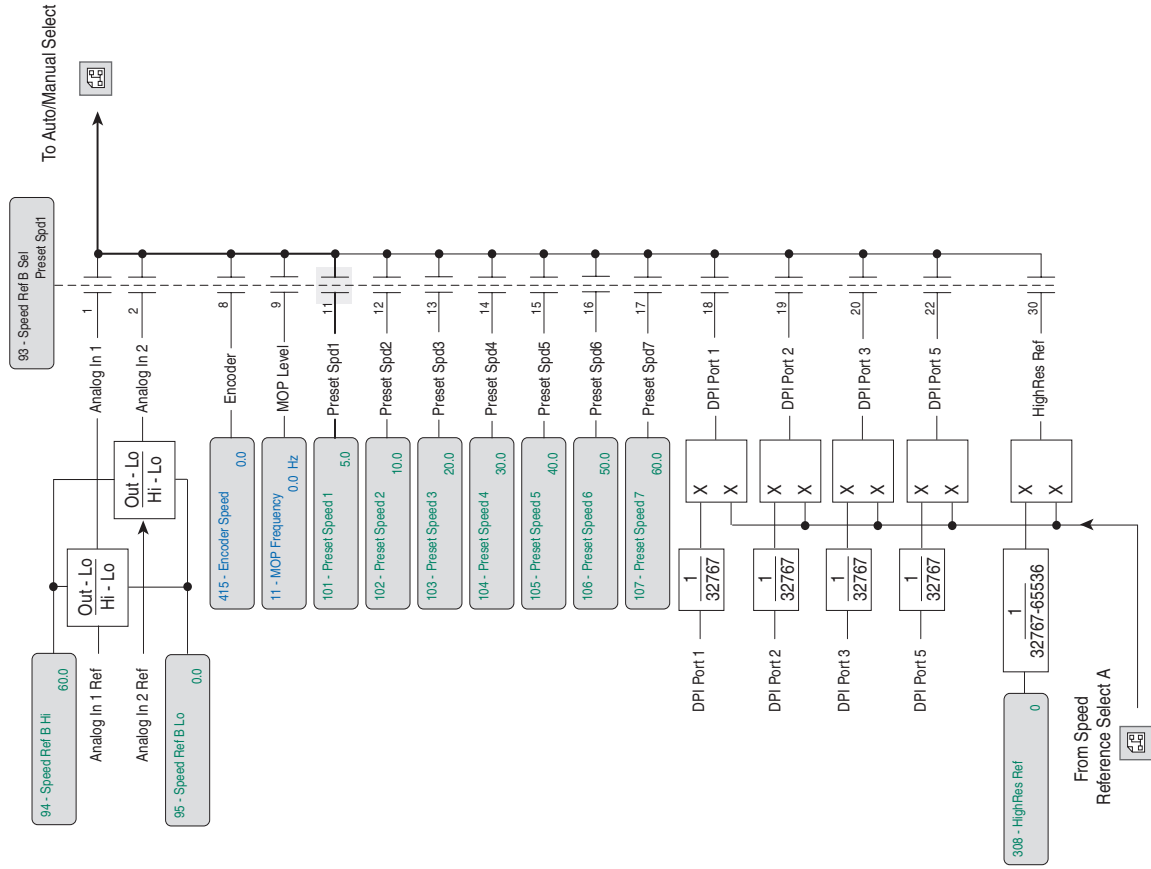 93 - Speed Ref B Sel
Preset Spd1
To Auto/Manual Select
94 - Speed Ref B Hi
60.0
Analog In 1 Ref
Out - Lo
Hi - Lo
Analog In 1
1
Analog In 2 Ref
Out - Lo
Hi - Lo
Analog In 2
2
95 - Speed Ref B Lo
0.0
415 - Encoder Speed
0.0
Encoder
8
11 - MOP Frequency
0.0 Hz
MOP Level
9
101 - Preset Speed 1
5.0
Preset Spd1
11
102 - Preset Speed 2
10.0
Preset Spd2
12
103 - Preset Speed 3
20.0
Preset Spd3
13
104 - Preset Speed 4
30.0
Preset Spd4
14
105 - Preset Speed 5
40.0
Preset Spd5
15
106 - Preset Speed 6
50.0
Preset Spd6
16
107 - Preset Speed 7
60.0
Preset Spd7
17
DPI Port 1
1
32767
X
X
DPI Port 1
18
DPI Port 2
1
32767
X
X
DPI Port 2
19
DPI Port 3
1
32767
X
X
DPI Port 3
20
DPI Port 5
1
32767
X
X
DPI Port 5
22
308 - HighRes Ref
0
1
32767-65536
X
X
HighRes Ref
30
From Speed
Reference Select A